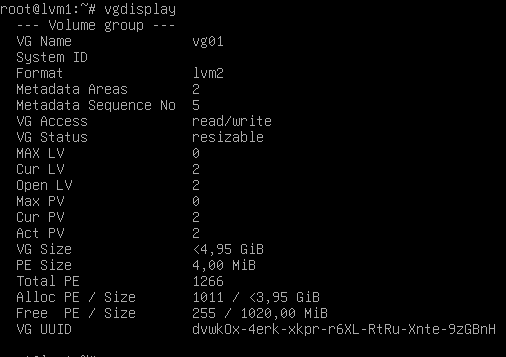 root@lvm1:~# vgdisplay
--- Volume group ---
VG Name vg01
System ID
Format lvm2
Metadata Areas 2
Metadata Sequence No 5
VG Access read/write
VG Status resizable
MAX LV 0
Cur LV 2
Open LV 2
Max PV 0
Cur PV 2
Act PV 2
VG Size <4,95 GiB
PE Size 4,00 MiB
Total PE 1266
Alloc PE / Size 1011 / <3,95 GiB
Free PE / Size 255 / 1020,00 MiB
VG UUID dvwkOx-4erk-xkpr-r6XL-RtRu-Xnte-9zGBnH